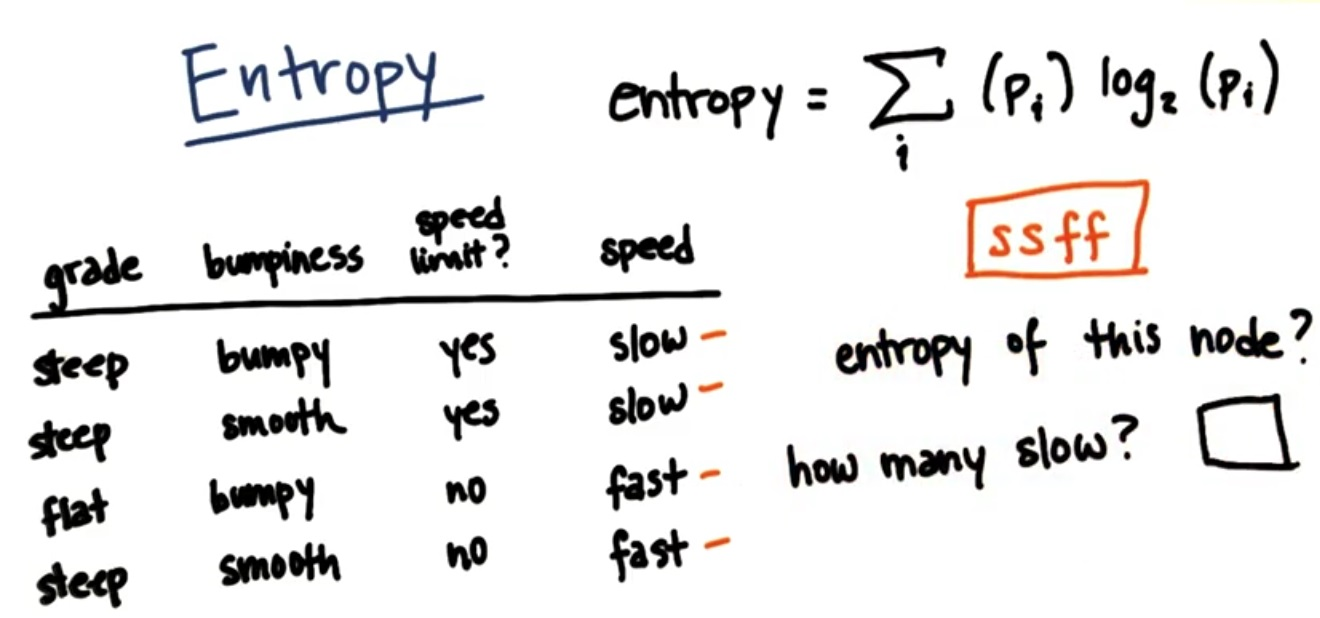 Entropy
entropy = ∑ (pᵢ) log₂ (pᵢ)
i
grade bumpiness speed limit? speed
steep bumpy yes slow –
steep smooth yes slow –
flat bumpy no fast –
steep smooth no fast –
ssff
entropy of this node?
how many slow?